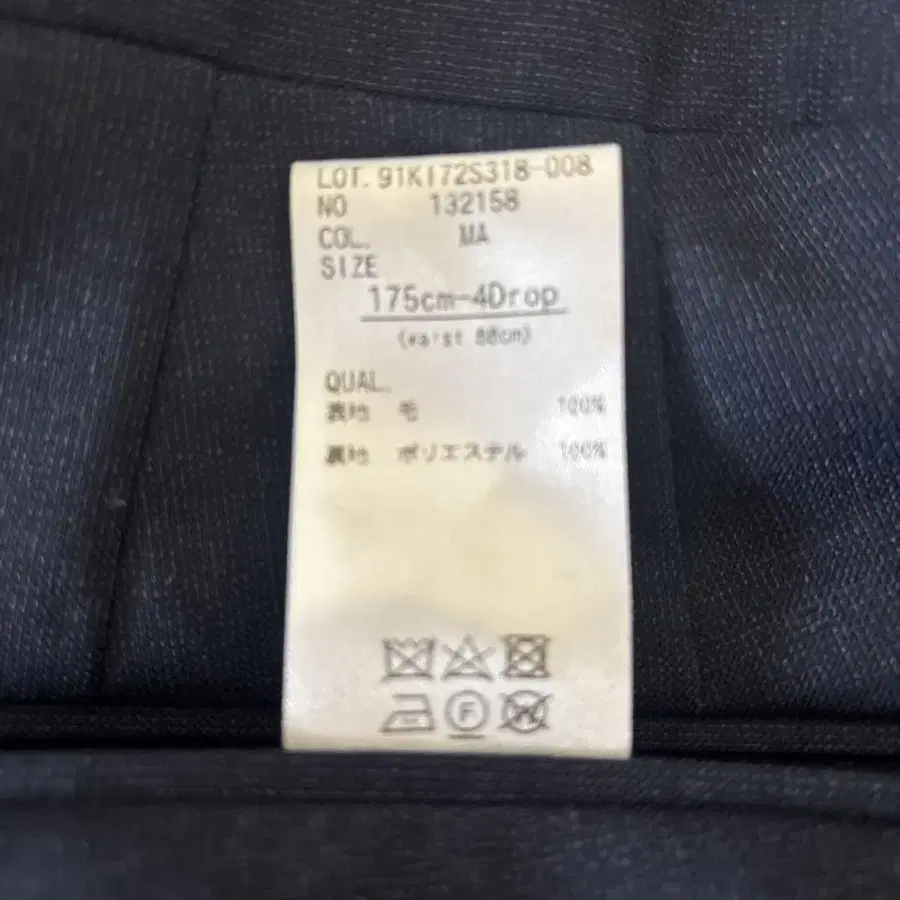 LOT. 91KI72S318-008
NO 132158
COL. MA
SIZE
175cm-4Drop
(waist 88cm)
QUAL.
表地 毛 100%
裏地 ポリエステル 100%
F